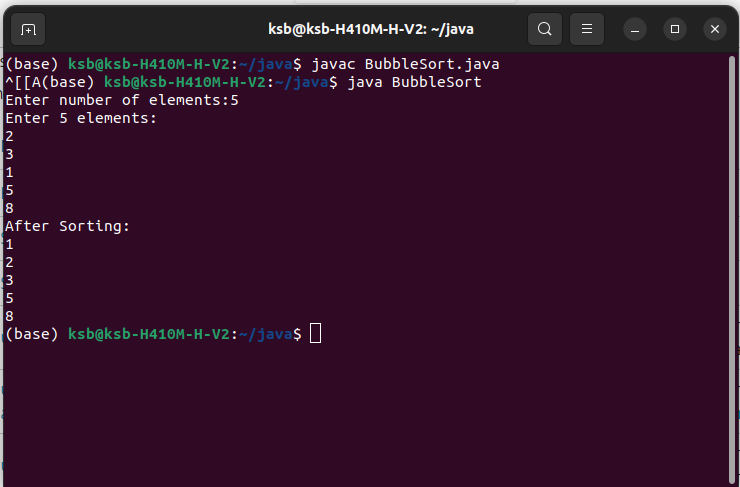 ksb@ksb-H410M-H-V2: ~/java
(base) ksb@ksb-H410M-H-V2:~/java$ javac BubbleSort.java
^[[A(base) ksb@ksb-H410M-H-V2:~/java$ java BubbleSort
Enter number of elements:5
Enter 5 elements:
2
3
1
5
8
After Sorting:
1
2
3
5
8
(base) ksb@ksb-H410M-H-V2:~/java$